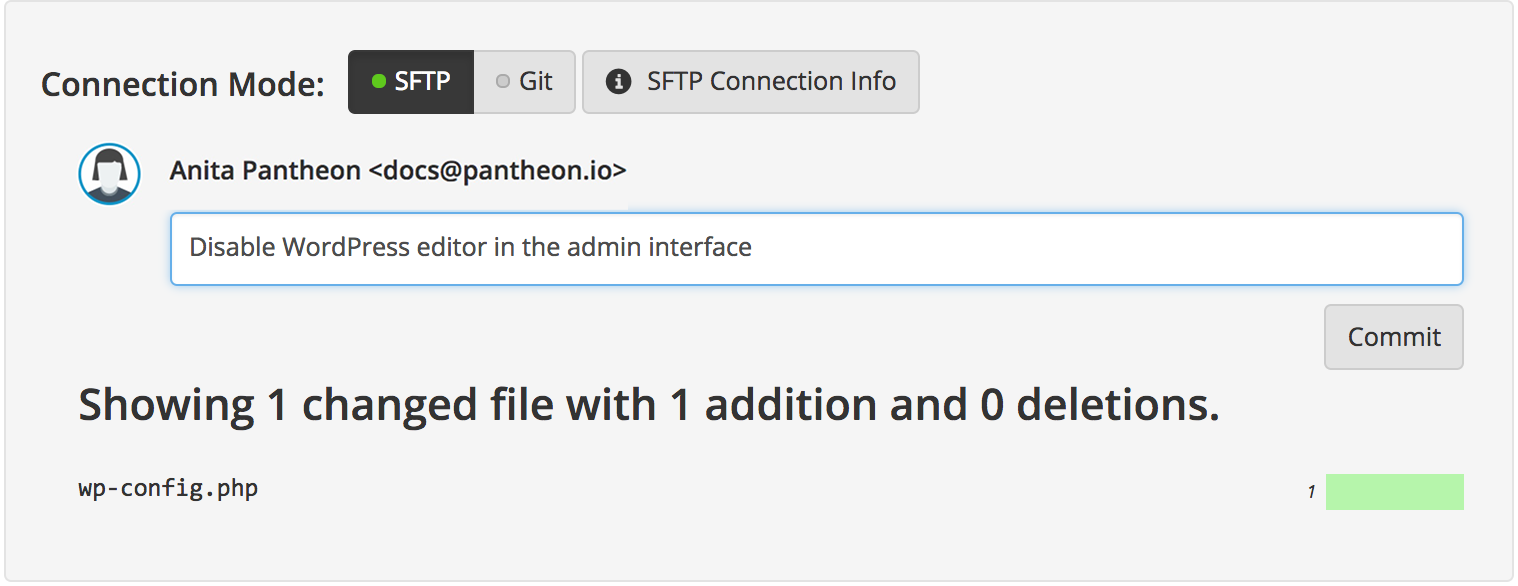 Connection Mode: SFTP Git SFTP Connection Info
Anita Pantheon <docs@pantheon.io>
Disable WordPress editor in the admin interface
Commit
Showing 1 changed file with 1 addition and 0 deletions.
wp-config.php 1